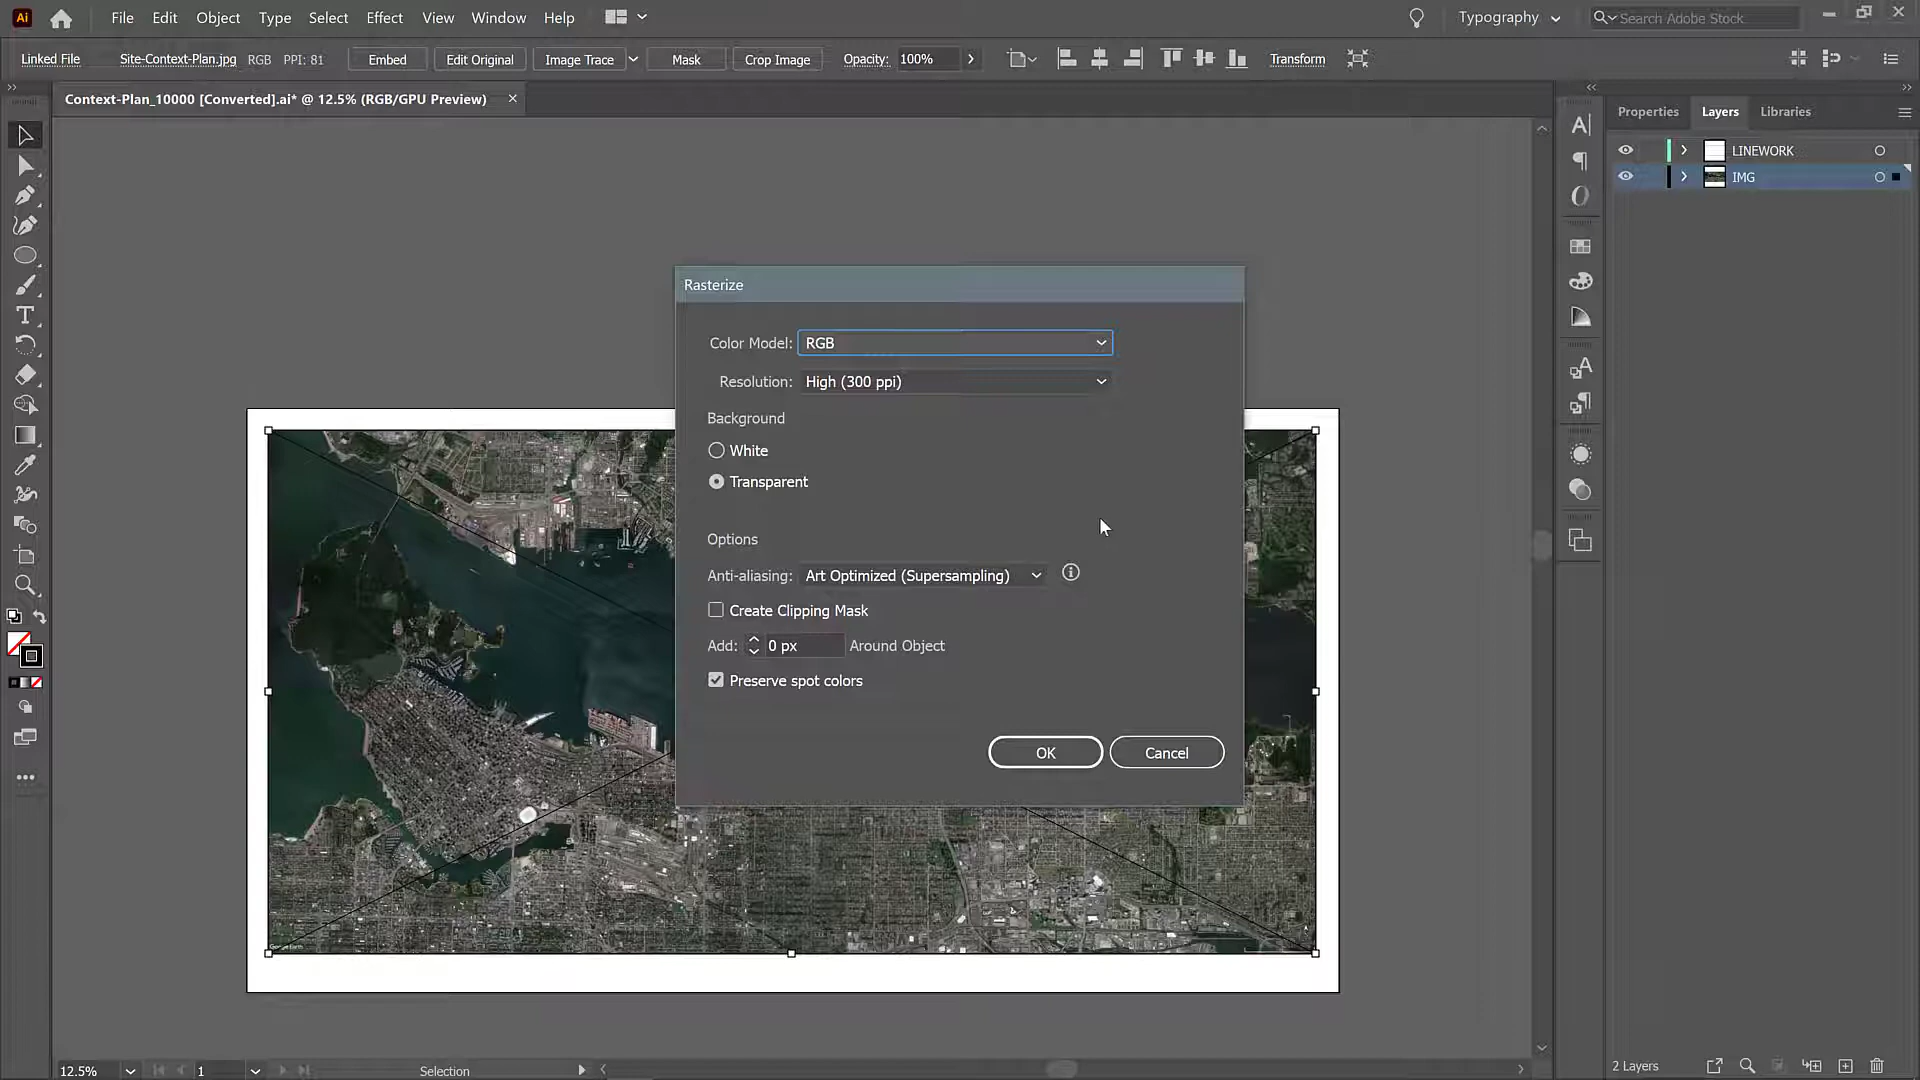 Ai File Edit Object Type Select Effect View Window Help Typography Search Adobe Stock
Linked File Site-Context-Plan.jpg RGB PPI: 81 Embed Edit Original Image Trace Mask Crop Image Opacity: 100% Transform
Context-Plan_10000 [Converted].ai* @ 12.5% (RGB/GPU Preview)
Properties Layers Libraries
LINEWORK
IMG
Rasterize
Color Model: RGB
Resolution: High (300 ppi)
Background
White
Transparent
Options
Anti-aliasing: Art Optimized (Supersampling)
Create Clipping Mask
Add: 0 px Around Object
Preserve spot colors
OK Cancel
Google Earth
12.5% 1 Selection
2 Layers